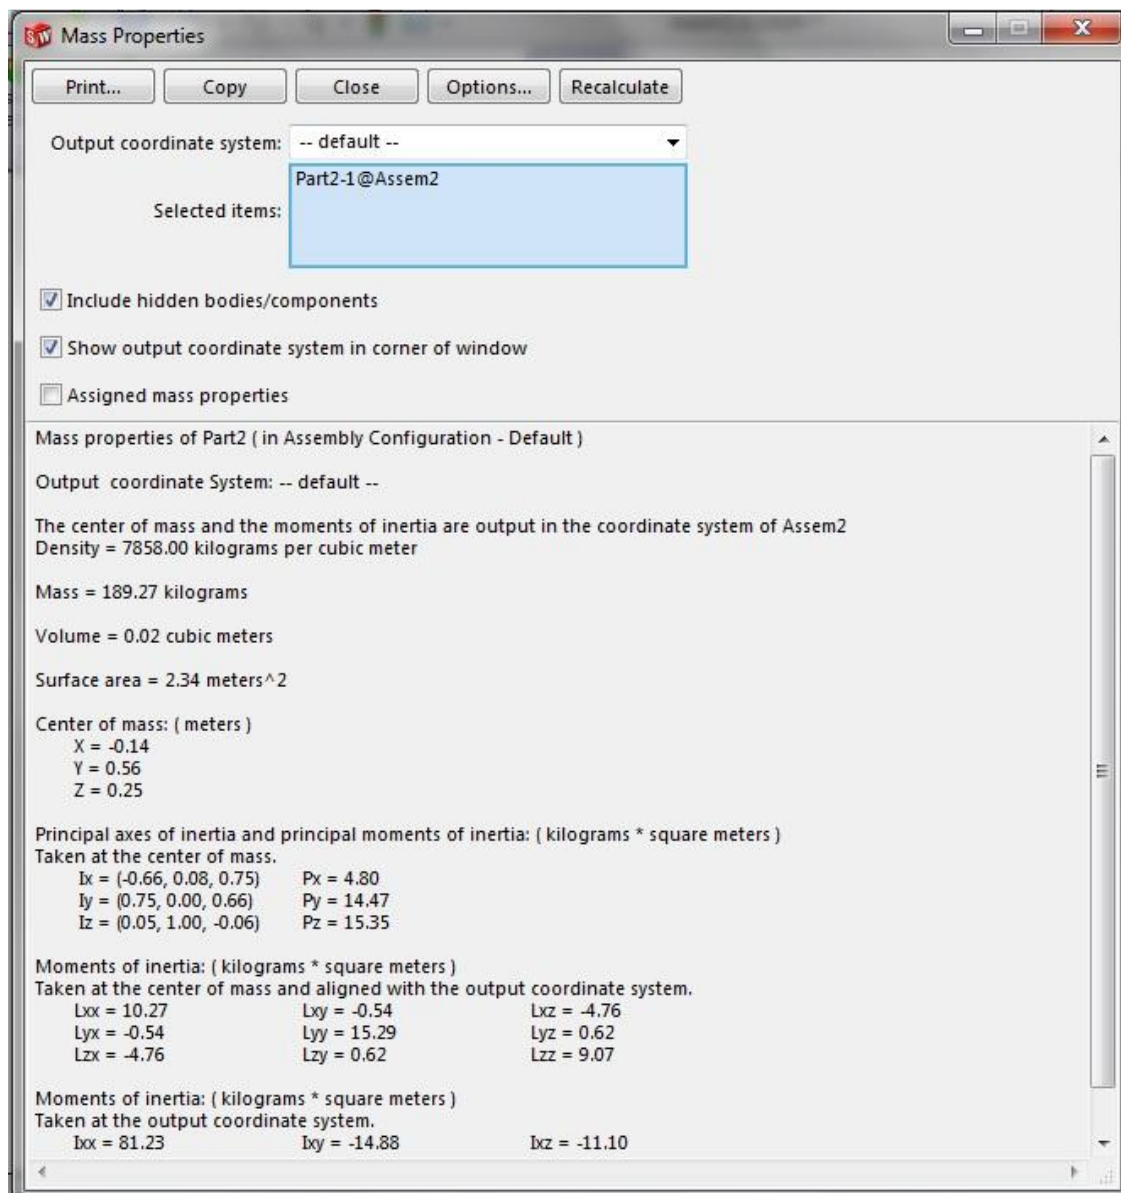 Mass Properties
Print... Copy Close Options... Recalculate
Output coordinate system: -- default --
Part2-1@Assem2
Selected items:
Include hidden bodies/components
Show output coordinate system in corner of window
Assigned mass properties
Mass properties of Part2 ( in Assembly Configuration - Default )
Output  coordinate System: -- default --
The center of mass and the moments of inertia are output in the coordinate system of Assem2
Density = 7858.00 kilograms per cubic meter
Mass = 189.27 kilograms
Volume = 0.02 cubic meters
Surface area = 2.34 meters^2
Center of mass: ( meters )
X = -0.14
Y = 0.56
Z = 0.25
Principal axes of inertia and principal moments of inertia: ( kilograms * square meters )
Taken at the center of mass.
Ix = (-0.66, 0.08, 0.75) Px = 4.80
Iy = (0.75, 0.00, 0.66) Py = 14.47
Iz = (0.05, 1.00, -0.06) Pz = 15.35
Moments of inertia: ( kilograms * square meters )
Taken at the center of mass and aligned with the output coordinate system.
Lxx = 10.27 Lxy = -0.54 Lxz = -4.76
Lyx = -0.54 Lyy = 15.29 Lyz = 0.62
Lzx = -4.76 Lzy = 0.62 Lzz = 9.07
Moments of inertia: ( kilograms * square meters )
Taken at the output coordinate system.
Ixx = 81.23 Ixy = -14.88 Ixz = -11.10